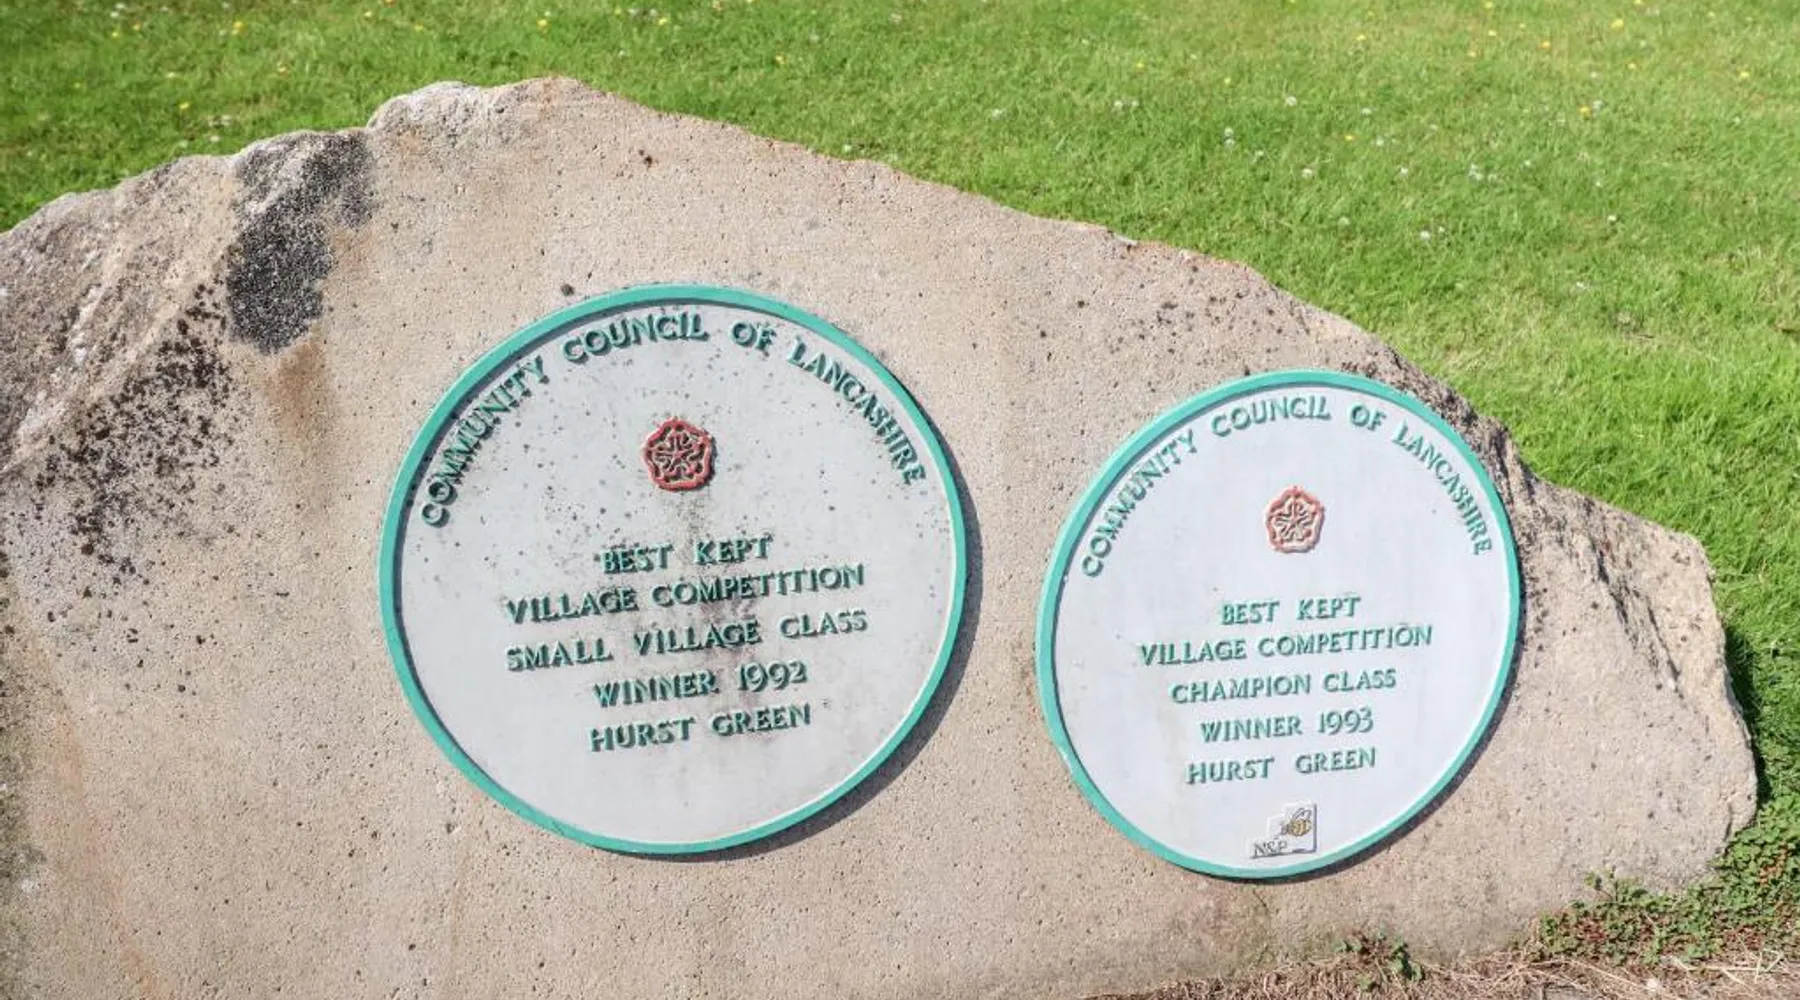 COMMUNITY COUNCIL OF LANCASHIRE
BEST KEPT
VILLAGE COMPETITION
SMALL VILLAGE CLASS
WINNER 1992
HURST GREEN
COMMUNITY COUNCIL OF LANCASHIRE
BEST KEPT
VILLAGE COMPETITION
CHAMPION CLASS
WINNER 1993
HURST GREEN
N&P